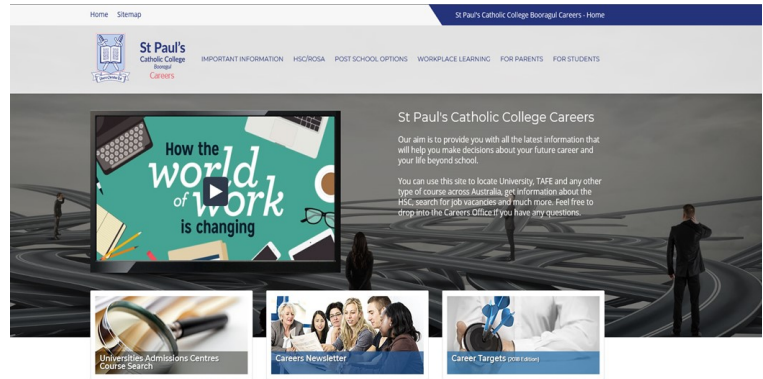 Home Sitemap
St Paul's Catholic College Booragul Careers - Home
St Paul's
Catholic College
Booragul
Careers
IMPORTANT INFORMATION HSC/ROSA POST SCHOOL OPTIONS WORKPLACE LEARNING FOR PARENTS FOR STUDENTS
How the
world
of work
is changing
St Paul's Catholic College Careers
Our aim is to provide you with all the latest information that
will help you make decisions about your future career and
your life beyond school.
You can use this site to locate University, TAFE and any other
type of course across Australia, get information about the
HSC, search for job vacancies and much more. Feel free to
drop into the Careers Office if you have any questions.
Universities Admissions Centres
Course Search
Careers Newsletter
Career Targets (2018 Edition)